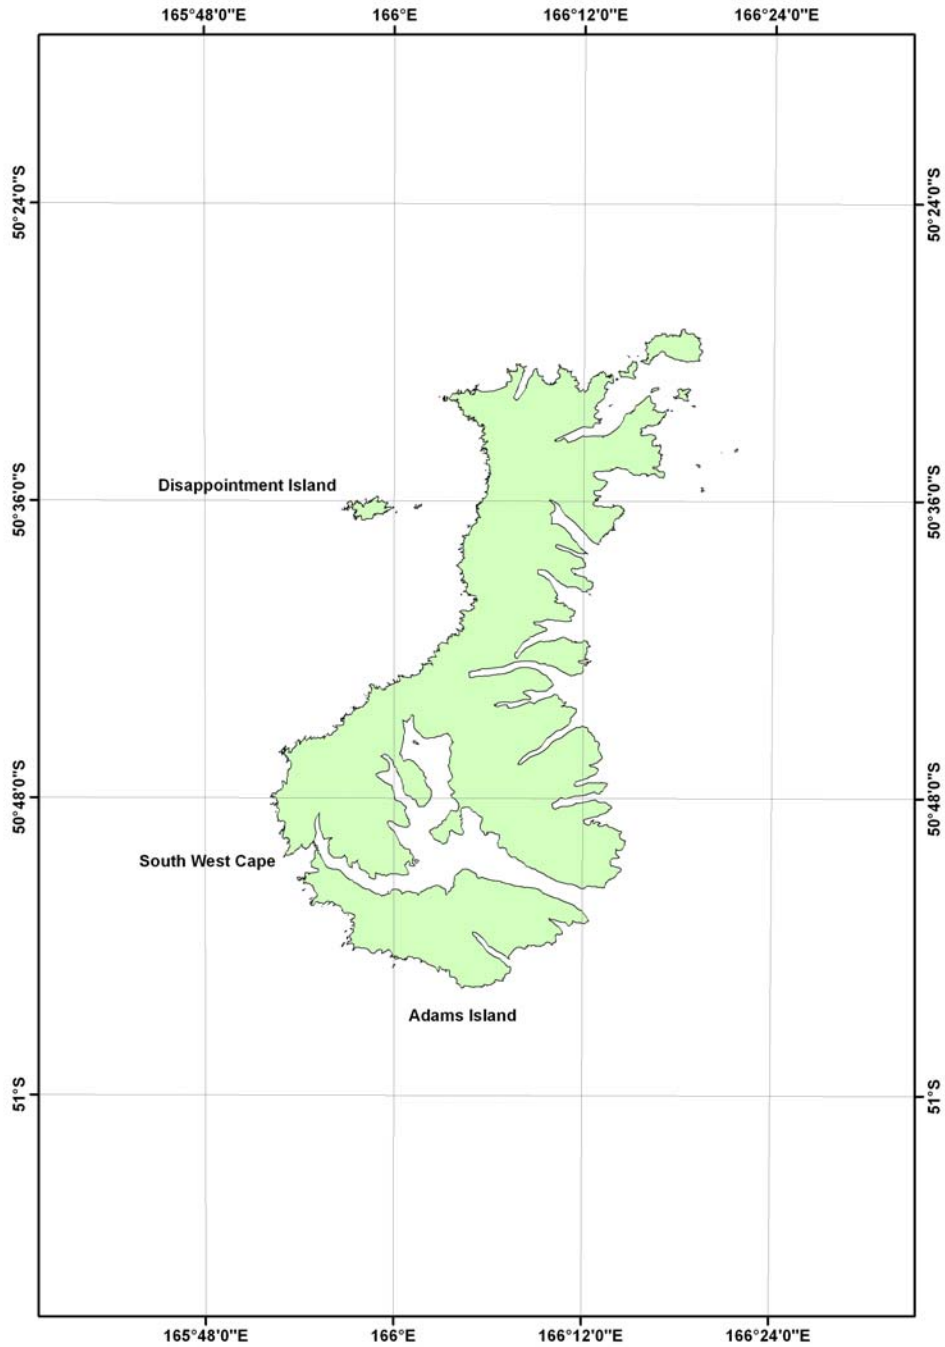 165°48'0"E 166°E 166°12'0"E 166°24'0"E
50°24'0"S 50°24'0"S
Disappointment Island
50°36'0"S 50°36'0"S
50°48'0"S 50°48'0"S
South West Cape
Adams Island
51°S 51°S
165°48'0"E 166°E 166°12'0"E 166°24'0"E